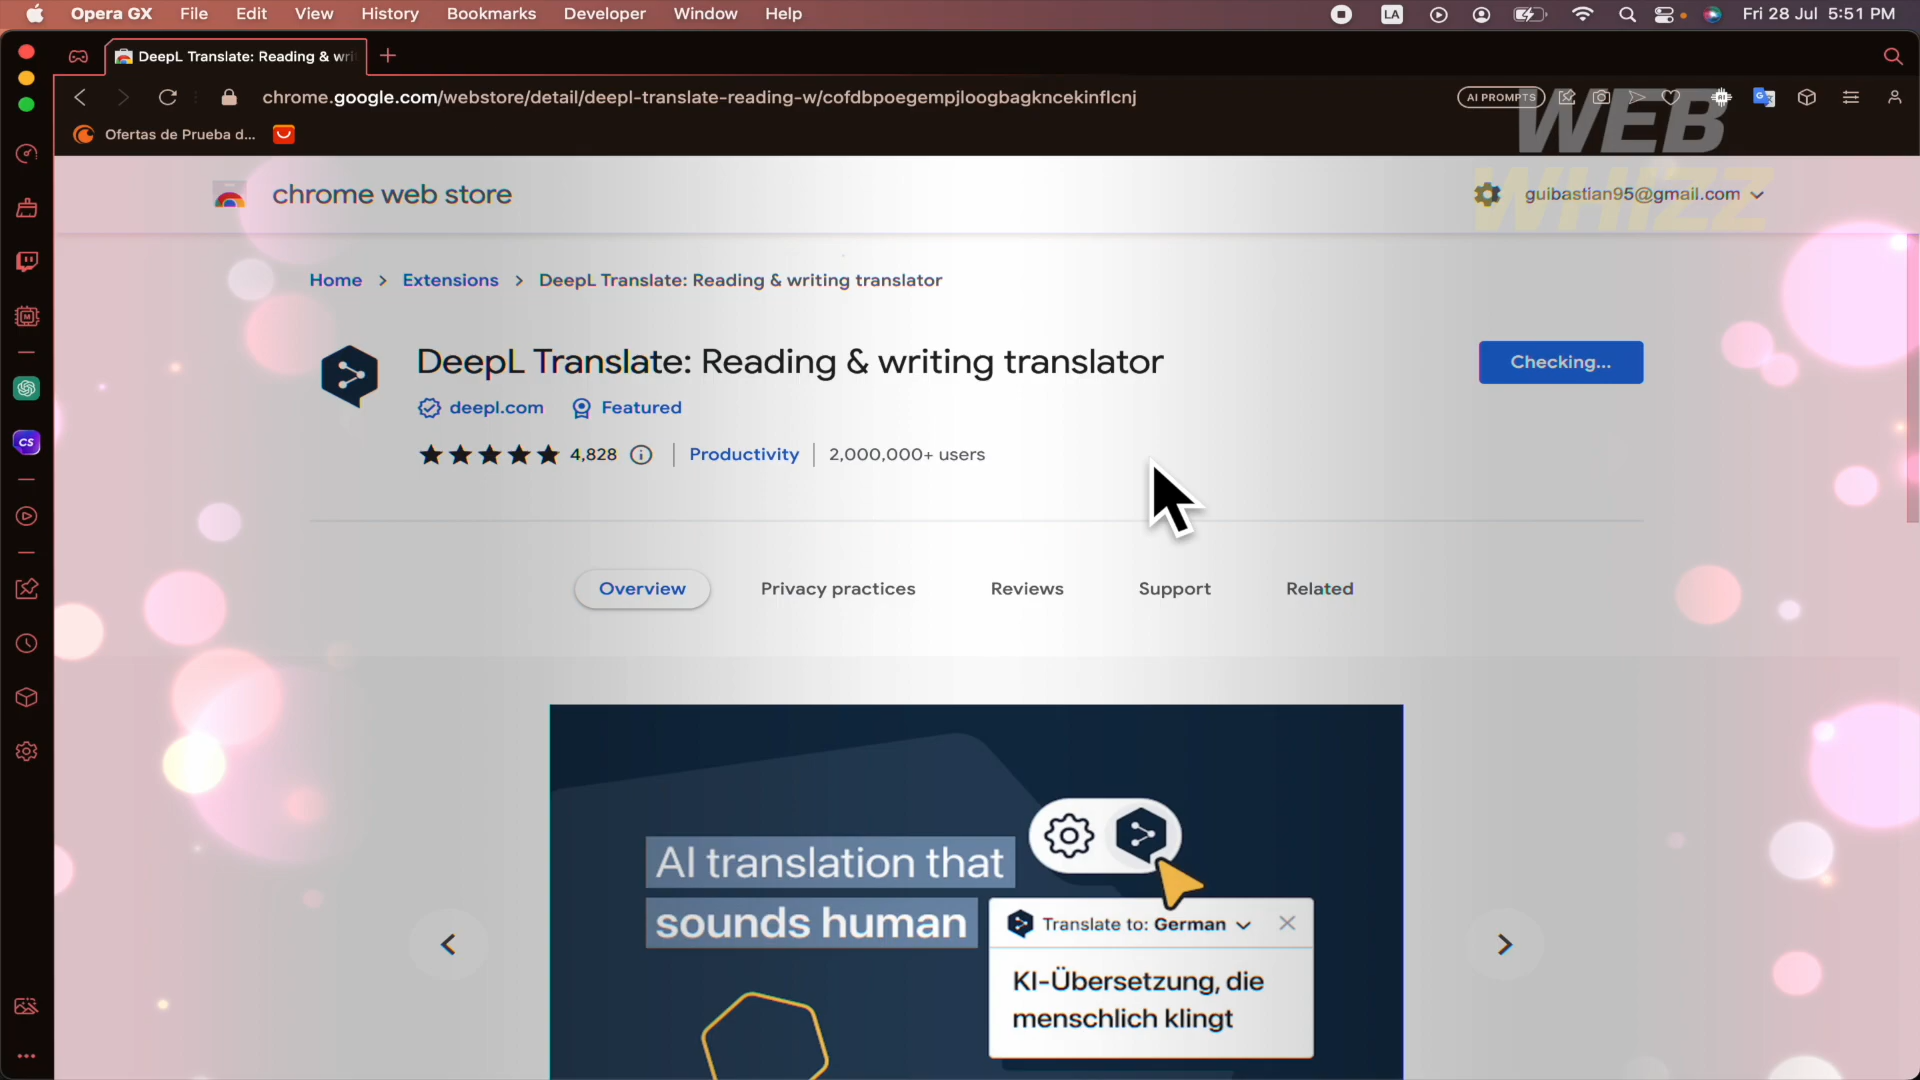 Opera GX File Edit View History Bookmarks Developer Window Help LA Fri 28 Jul 5:51 PM
DeepL Translate: Reading & wri
chrome.google.com/webstore/detail/deepl-translate-reading-w/cofdbpoegempjloogbagkncekinflcnj AI PROMPTS
Ofertas de Prueba d...
WEB
WHIZZ
chrome web store guibastian95@gmail.com
Home > Extensions > DeepL Translate: Reading & writing translator
DeepL Translate: Reading & writing translator Checking...
deepl.com Featured
4,828 Productivity 2,000,000+ users
CS
Overview Privacy practices Reviews Support Related
AI translation that
sounds human
Translate to: German
KI-Übersetzung, die
menschlich klingt